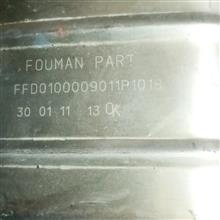 FOUMAN PART
FFD0100009011P1018
30 01 11 13 OK